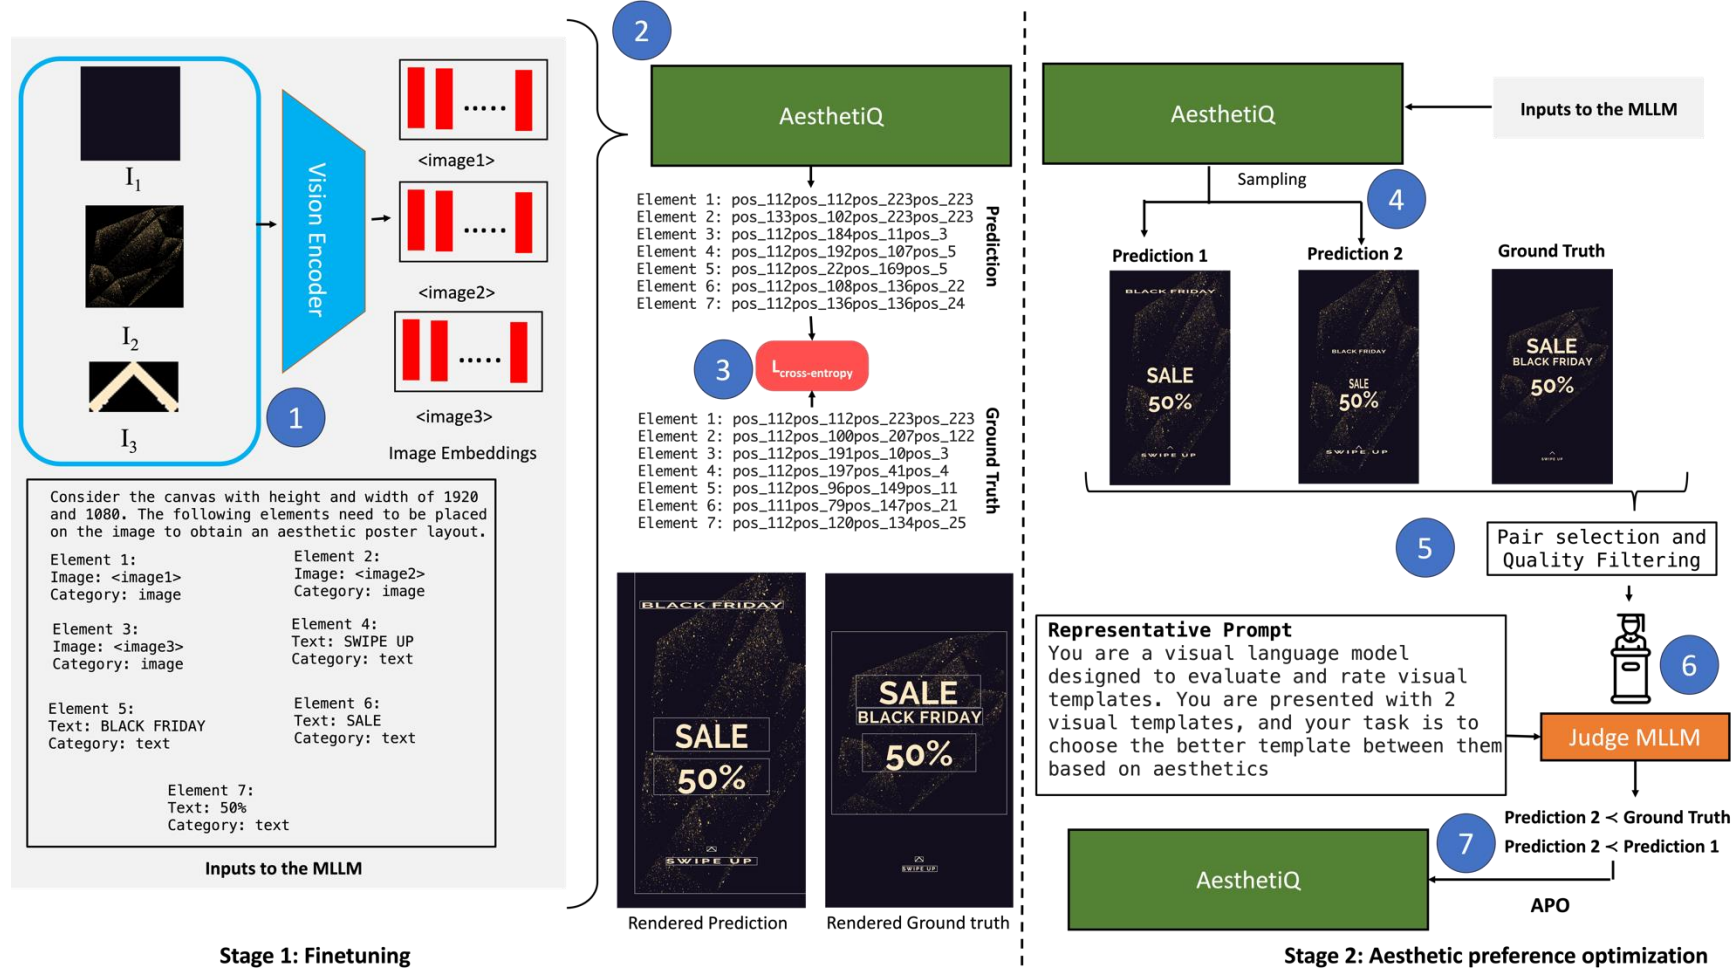 I1
I2
I3
Vision Encoder
1
<image1>
<image2>
<image3>
Image Embeddings
Consider the canvas with height and width of 1920
and 1080. The following elements need to be placed
on the image to obtain an aesthetic poster layout.
Element 1:
Image: <image1>
Category: image
Element 2:
Image: <image2>
Category: image
Element 3:
Image: <image3>
Category: image
Element 4:
Text: SWIPE UP
Category: text
Element 5:
Text: BLACK FRIDAY
Category: text
Element 6:
Text: SALE
Category: text
Element 7:
Text: 50%
Category: text
Inputs to the MLLM
Stage 1: Finetuning
2
AesthetiQ
Element 1: pos_112pos_112pos_223pos_223
Element 2: pos_133pos_102pos_223pos_223
Element 3: pos_112pos_184pos_11pos_3
Element 4: pos_112pos_192pos_107pos_5
Element 5: pos_112pos_22pos_169pos_5
Element 6: pos_112pos_108pos_136pos_22
Element 7: pos_112pos_136pos_136pos_24
Prediction
3
Lcross-entropy
Element 1: pos_112pos_112pos_223pos_223
Element 2: pos_112pos_100pos_207pos_122
Element 3: pos_112pos_191pos_10pos_3
Element 4: pos_112pos_197pos_41pos_4
Element 5: pos_112pos_96pos_149pos_11
Element 6: pos_111pos_79pos_147pos_21
Element 7: pos_112pos_120pos_134pos_25
Ground Truth
BLACK FRIDAY
SALE
50%
SWIPE UP
Rendered Prediction
SALE
BLACK FRIDAY
50%
SWIPE UP
Rendered Ground truth
AesthetiQ
Inputs to the MLLM
Sampling
4
Prediction 1
BLACK FRIDAY
SALE
50%
SWIPE UP
Prediction 2
BLACK FRIDAY
SALE
50%
SWIPE UP
Ground Truth
SALE
BLACK FRIDAY
50%
SWIPE UP
5
Pair selection and
Quality Filtering
6
Representative Prompt
You are a visual language model
designed to evaluate and rate visual
templates. You are presented with 2
visual templates, and your task is to
choose the better template between them
based on aesthetics
Judge MLLM
Prediction 2 ≺ Ground Truth
Prediction 2 ≺ Prediction 1
7
AesthetiQ
APO
Stage 2: Aesthetic preference optimization